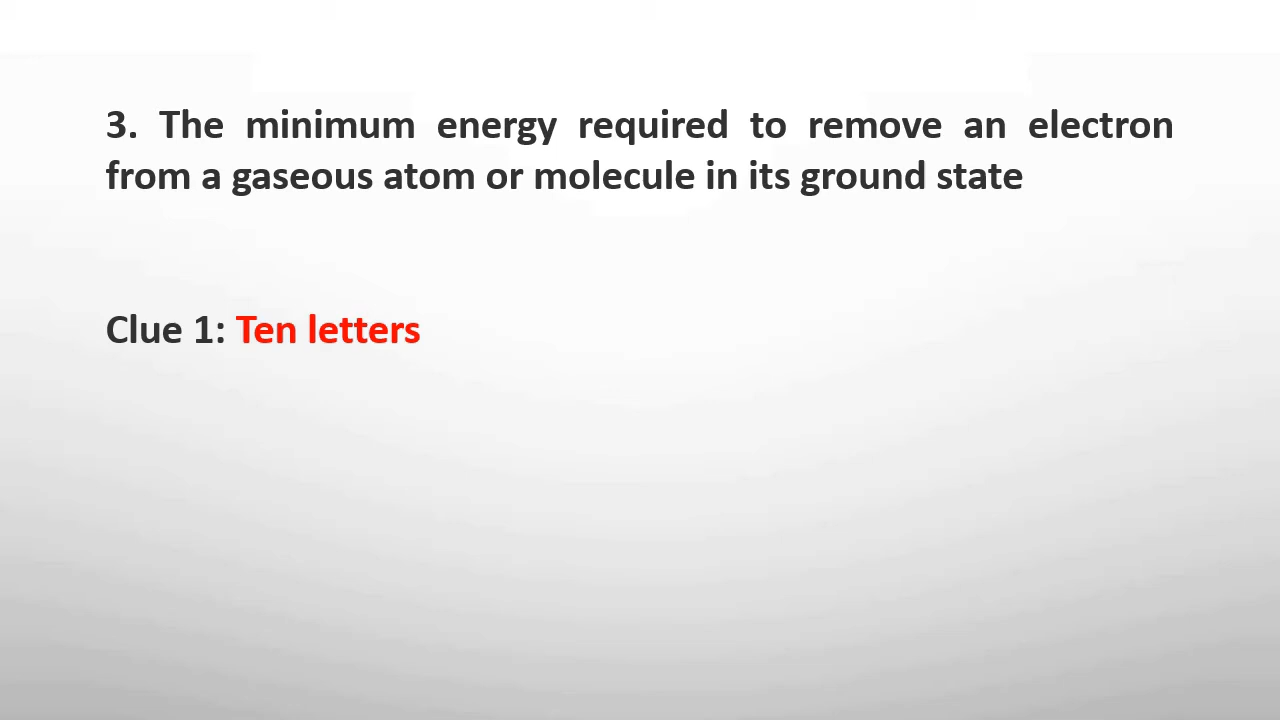 3. The minimum energy required to remove an electron
from a gaseous atom or molecule in its ground state
Clue 1: Ten letters